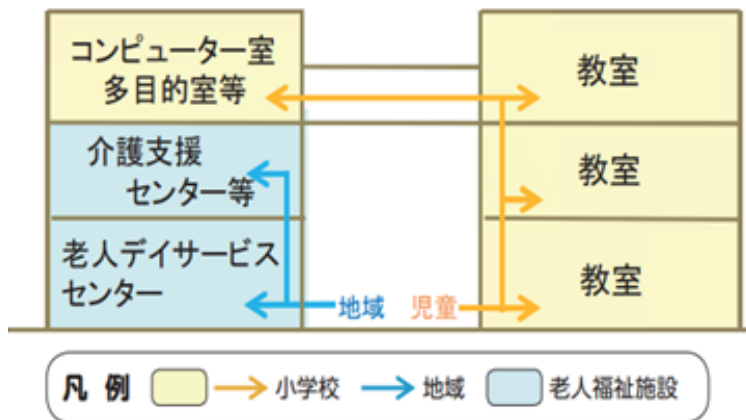 コンピューター室
多目的室等
教室
介護支援
センター等
教室
老人デイサービス
センター
教室
地域 児童
凡 例 小学校 地域 老人福祉施設